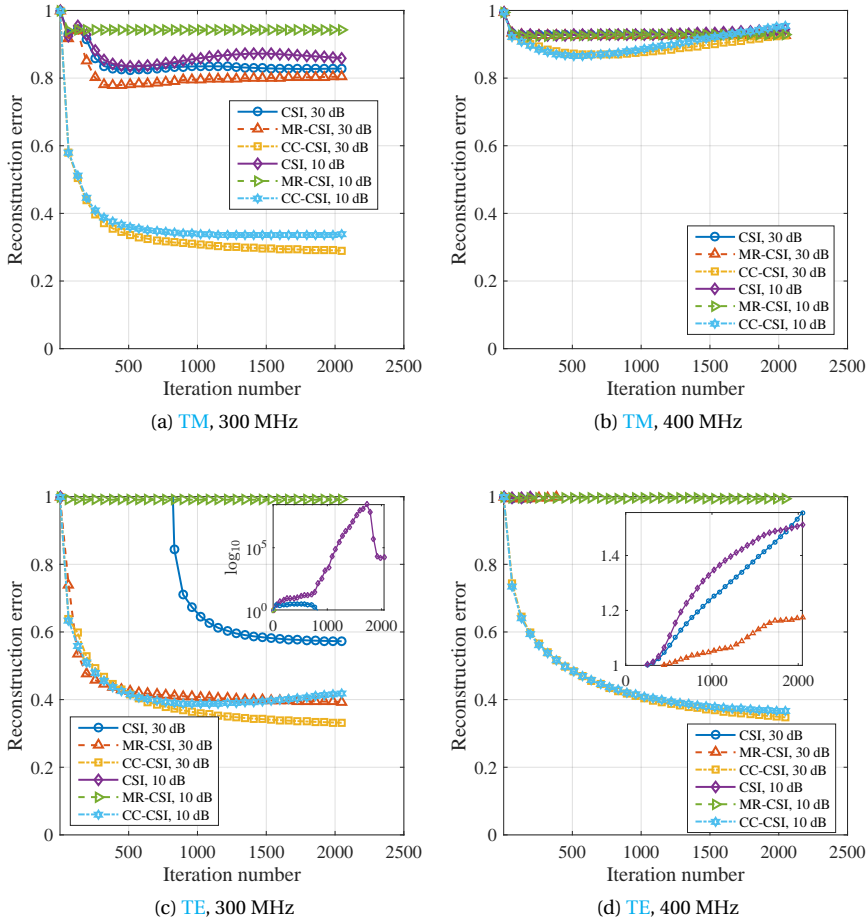 1
0.8
0.6
0.4
0.2
0
Reconstruction error
500 1000 1500 2000 2500
Iteration number
CSI, 30 dB
MR-CSI, 30 dB
CC-CSI, 30 dB
CSI, 10 dB
MR-CSI, 10 dB
CC-CSI, 10 dB
(a) TM, 300 MHz
1
0.8
0.6
0.4
0.2
0
Reconstruction error
500 1000 1500 2000 2500
Iteration number
CSI, 30 dB
MR-CSI, 30 dB
CC-CSI, 30 dB
CSI, 10 dB
MR-CSI, 10 dB
CC-CSI, 10 dB
(b) TM, 400 MHz
1
0.8
0.6
0.4
0.2
0
Reconstruction error
log10
10^5
10^0
0 1000 2000
CSI, 30 dB
MR-CSI, 30 dB
CC-CSI, 30 dB
CSI, 10 dB
MR-CSI, 10 dB
CC-CSI, 10 dB
500 1000 1500 2000 2500
Iteration number
(c) TE, 300 MHz
1
0.8
0.6
0.4
0.2
0
Reconstruction error
1.4
1.2
1
1000 2000
CSI, 30 dB
MR-CSI, 30 dB
CC-CSI, 30 dB
CSI, 10 dB
MR-CSI, 10 dB
CC-CSI, 10 dB
500 1000 1500 2000 2500
Iteration number
(d) TE, 400 MHz